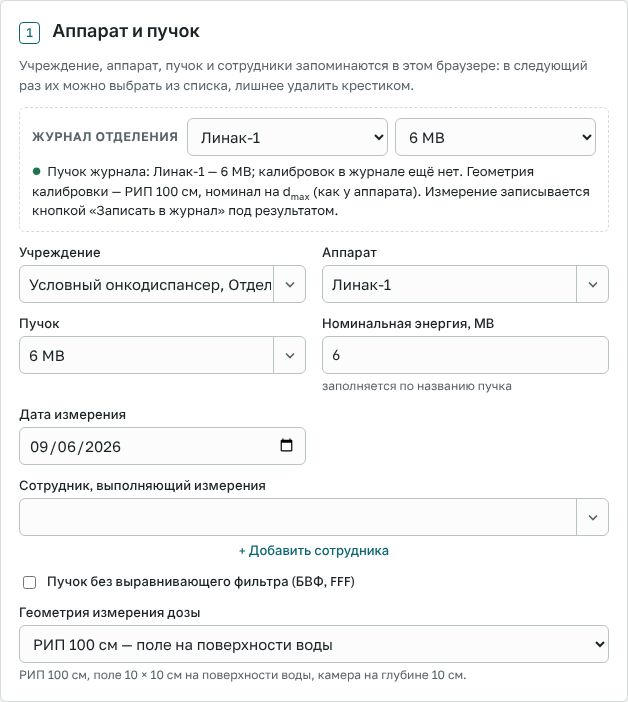 1 Аппарат и пучок
Учреждение, аппарат, пучок и сотрудники запоминаются в этом браузере: в следующий
раз их можно выбрать из списка, лишнее удалить крестиком.
ЖУРНАЛ ОТДЕЛЕНИЯ Линак-1 6 МВ
Пучок журнала: Линак-1 — 6 МВ; калибровок в журнале ещё нет. Геометрия
калибровки — РИП 100 см, номинал на dmax (как у аппарата). Измерение записывается
кнопкой «Записать в журнал» под результатом.
Учреждение Аппарат
Условный онкодиспансер, Отдел Линак-1
Пучок Номинальная энергия, МВ
6 МВ 6
заполняется по названию пучка
Дата измерения
09/06/2026
Сотрудник, выполняющий измерения
+ Добавить сотрудника
Пучок без выравнивающего фильтра (БВФ, FFF)
Геометрия измерения дозы
РИП 100 см — поле на поверхности воды
РИП 100 см, поле 10 × 10 см на поверхности воды, камера на глубине 10 см.